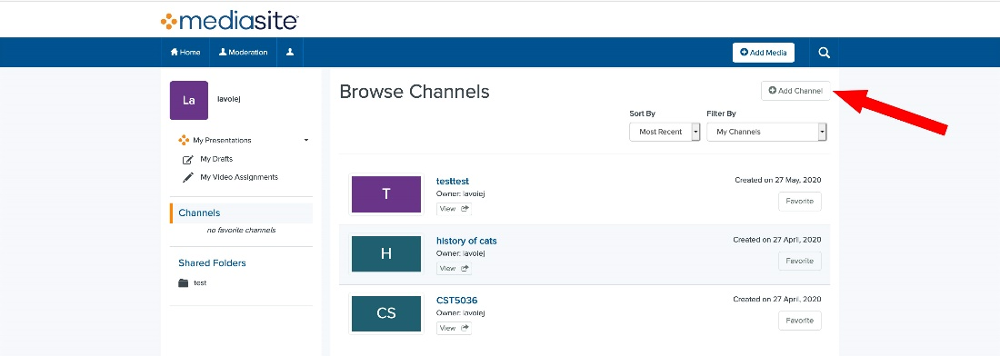 mediasite
Home Moderation Add Media
La lavoiej
My Presentations
My Drafts
My Video Assignments
Channels
no favorite channels
Shared Folders
test
Browse Channels Add Channel
Sort By Filter By
Most Recent My Channels
T
testtest
Owner: lavoiej
View
Created on 27 May, 2020
Favorite
H
history of cats
Owner: lavoiej
View
Created on 27 April, 2020
Favorite
CS
CST5036
Owner: lavoiej
View
Created on 27 April, 2020
Favorite